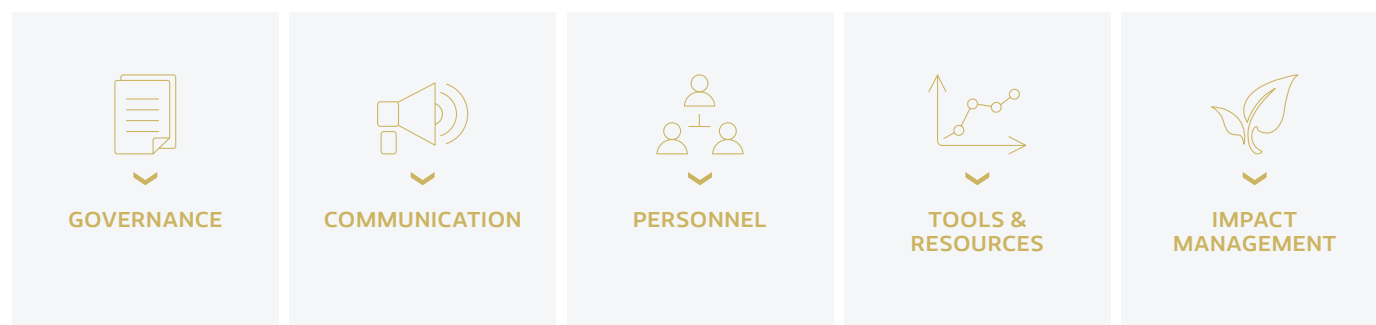 GOVERNANCE
COMMUNICATION
PERSONNEL
TOOLS &
RESOURCES
IMPACT
MANAGEMENT